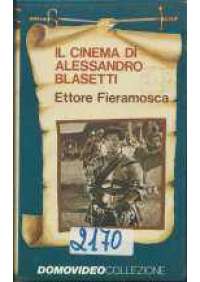 IL CINEMA DI
ALESSANDRO
BLASETTI
Ettore Fieramosca
2170
DOMOVIDEO COLLEZIONE